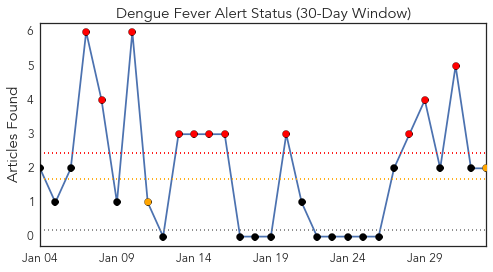 Dengue Fever Alert Status (30-Day Window)
Articles Found
6
5
4
3
2
1
0
Jan 04 Jan 09 Jan 14 Jan 19 Jan 24 Jan 29